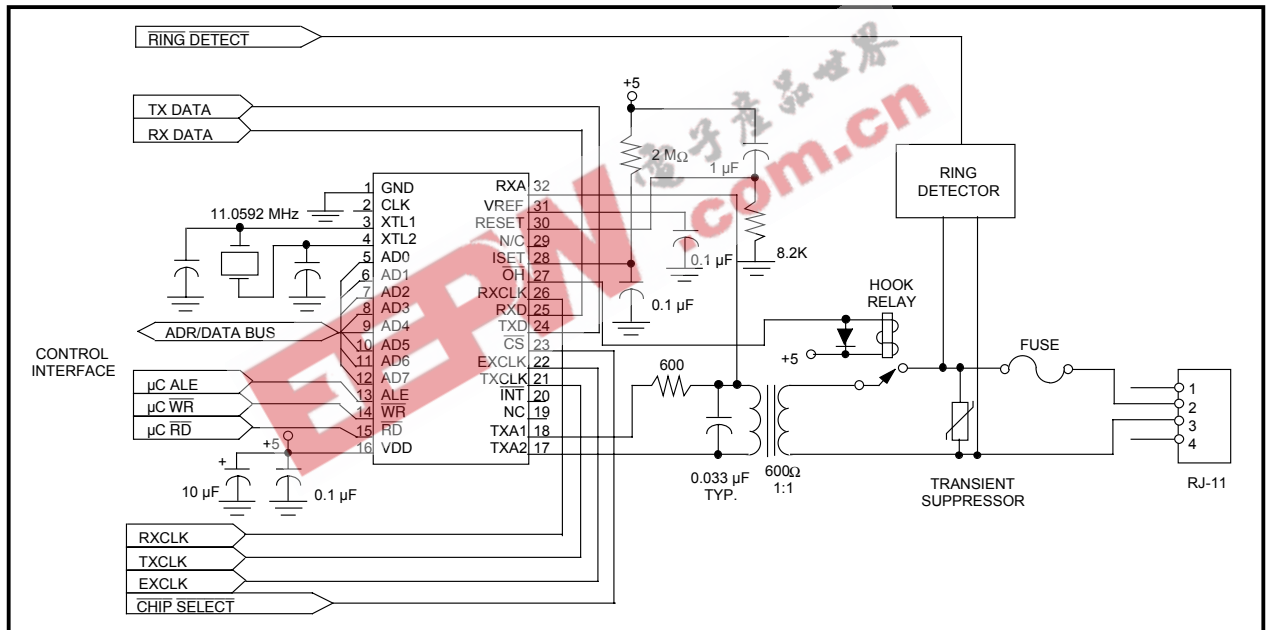 RING DETECT
TX DATA
RX DATA
+5
2 MΩ
1 µF
電子產品世界
.com.cn
EEPW
RING
DETECTOR
8.2K
0.1 µF
0.1 µF
11.0592 MHz
1 GND
2 CLK
3 XTL1
4 XTL2
5 AD0
6 AD1
7 AD2
8 AD3
9 AD4
10 AD5
11 AD6
12 AD7
13 ALE
14 WR
15 RD
16 VDD
RXA 32
VREF 31
RESET 30
N/C 29
ISET 28
OH 27
RXCLK 26
RXD 25
TXD 24
CS 23
EXCLK 22
TXCLK 21
INT 20
NC 19
TXA1 18
TXA2 17
ADR/DATA BUS
CONTROL
INTERFACE
µC ALE
µC WR
µC RD
+5
+
10 µF
0.1 µF
HOOK
RELAY
+5
FUSE
600
0.033 µF
TYP.
600Ω
1:1
TRANSIENT
SUPPRESSOR
1
2
3
4
RJ-11
RXCLK
TXCLK
EXCLK
CHIP SELECT